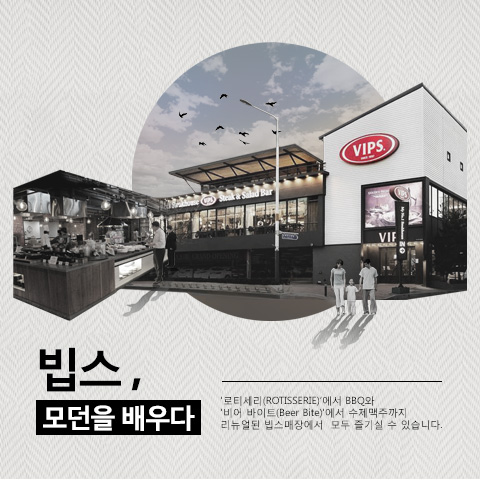 VIPS
Steak & Salad Bar
VIPS
VIPS
빕스,
모던을 배우다
'로티세리(ROTISSERIE)'에서 BBQ와
'비어 바이트(Beer Bite)'에서 수제맥주까지
리뉴얼된 빕스매장에서 모두 즐기실 수 있습니다.